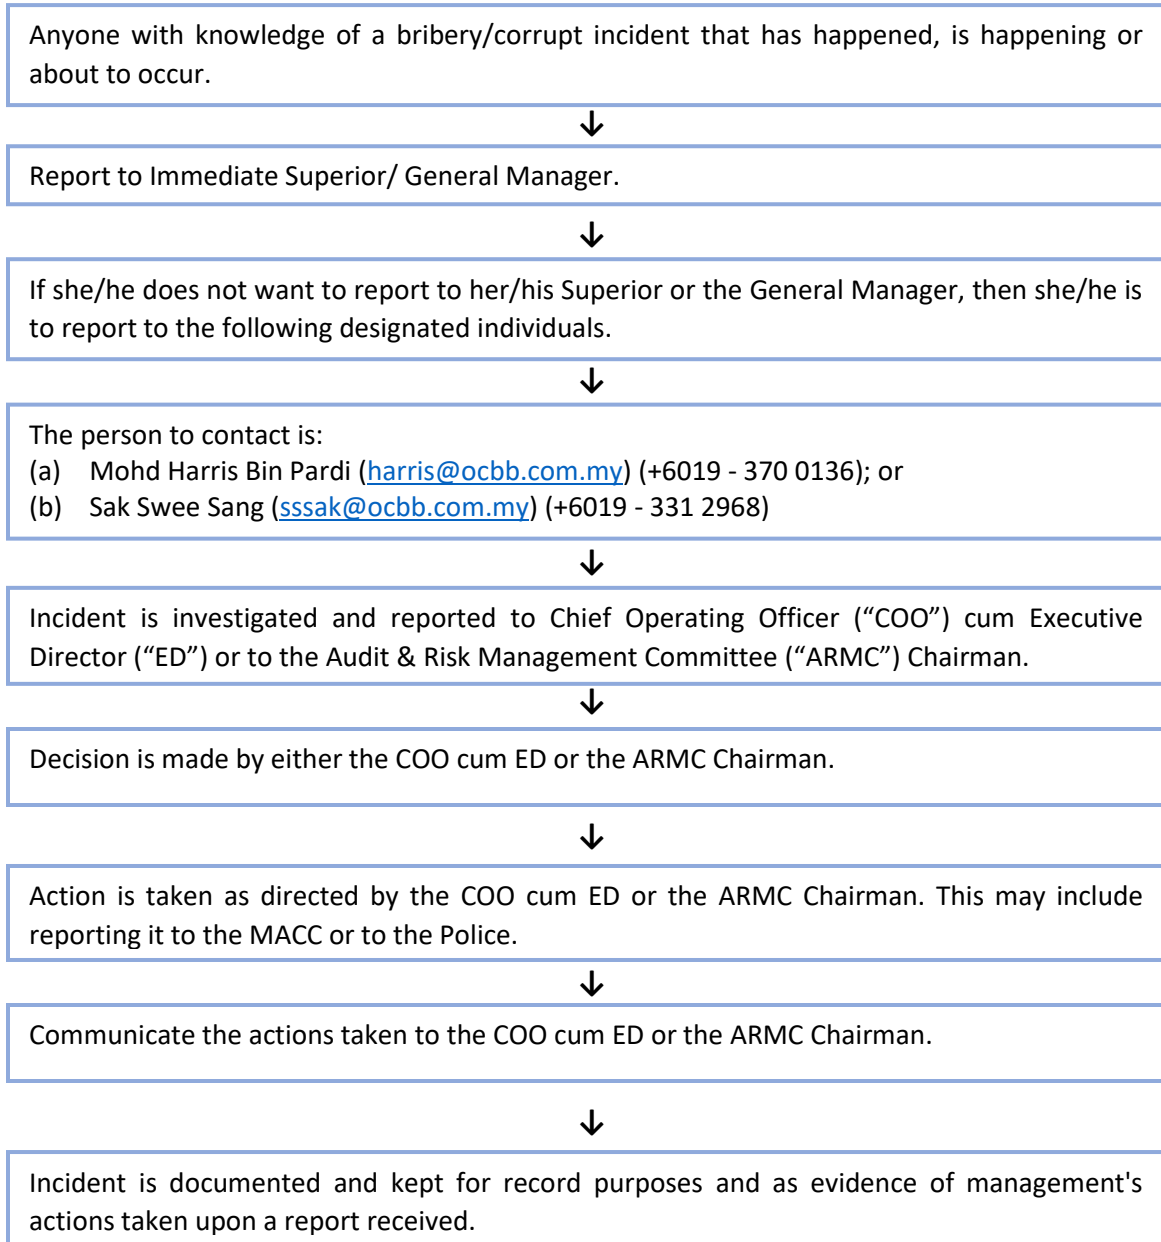 Anyone with knowledge of a bribery/corrupt incident that has happened, is happening or
about to occur.
Report to Immediate Superior/ General Manager.
If she/he does not want to report to her/his Superior or the General Manager, then she/he is
to report to the following designated individuals.
The person to contact is:
(a) Mohd Harris Bin Pardi (harris@ocbb.com.my) (+6019 - 370 0136); or
(b) Sak Swee Sang (sssak@ocbb.com.my) (+6019 - 331 2968)
Incident is investigated and reported to Chief Operating Officer (“COO”) cum Executive
Director (“ED”) or to the Audit & Risk Management Committee (“ARMC”) Chairman.
Decision is made by either the COO cum ED or the ARMC Chairman.
Action is taken as directed by the COO cum ED or the ARMC Chairman. This may include
reporting it to the MACC or to the Police.
Communicate the actions taken to the COO cum ED or the ARMC Chairman.
Incident is documented and kept for record purposes and as evidence of management's
actions taken upon a report received.